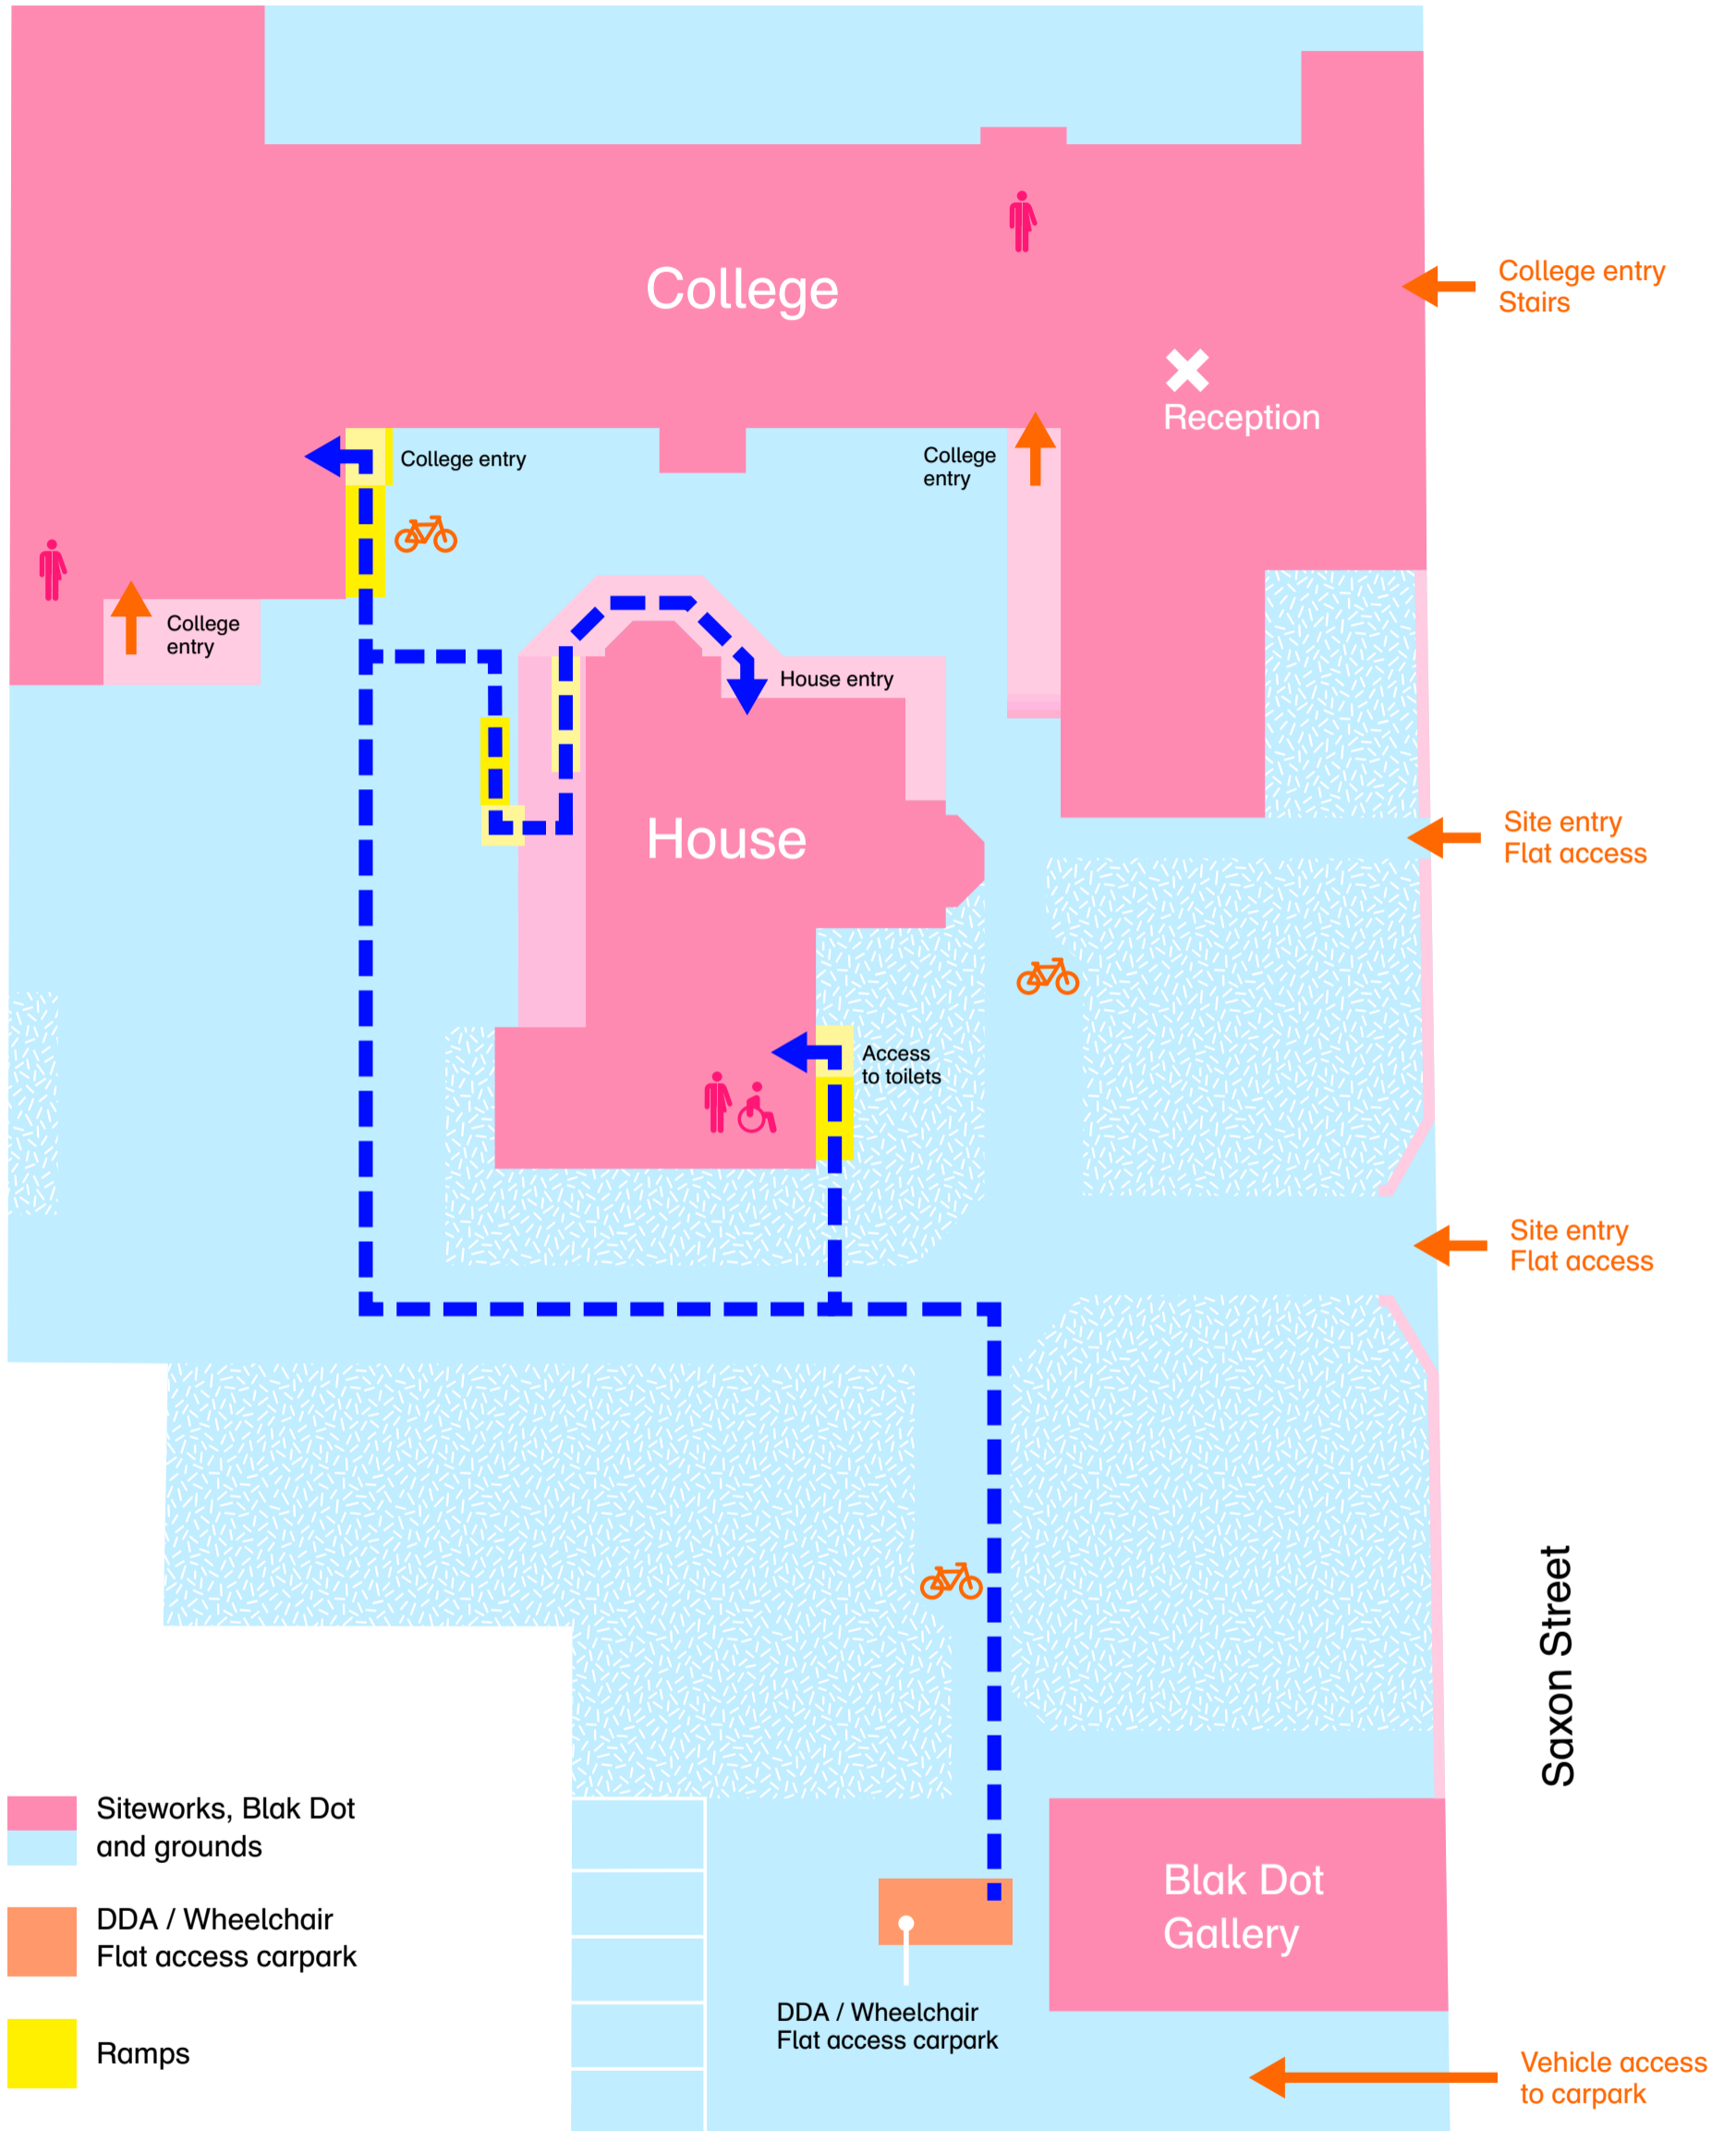 College
College entry
Stairs
Reception
College entry
College
entry
College
entry
House entry
House
Site entry
Flat access
Access
to toilets
Site entry
Flat access
Saxon Street
Siteworks, Blak Dot
and grounds
DDA / Wheelchair
Flat access carpark
Ramps
Blak Dot
Gallery
DDA / Wheelchair
Flat access carpark
Vehicle access
to carpark